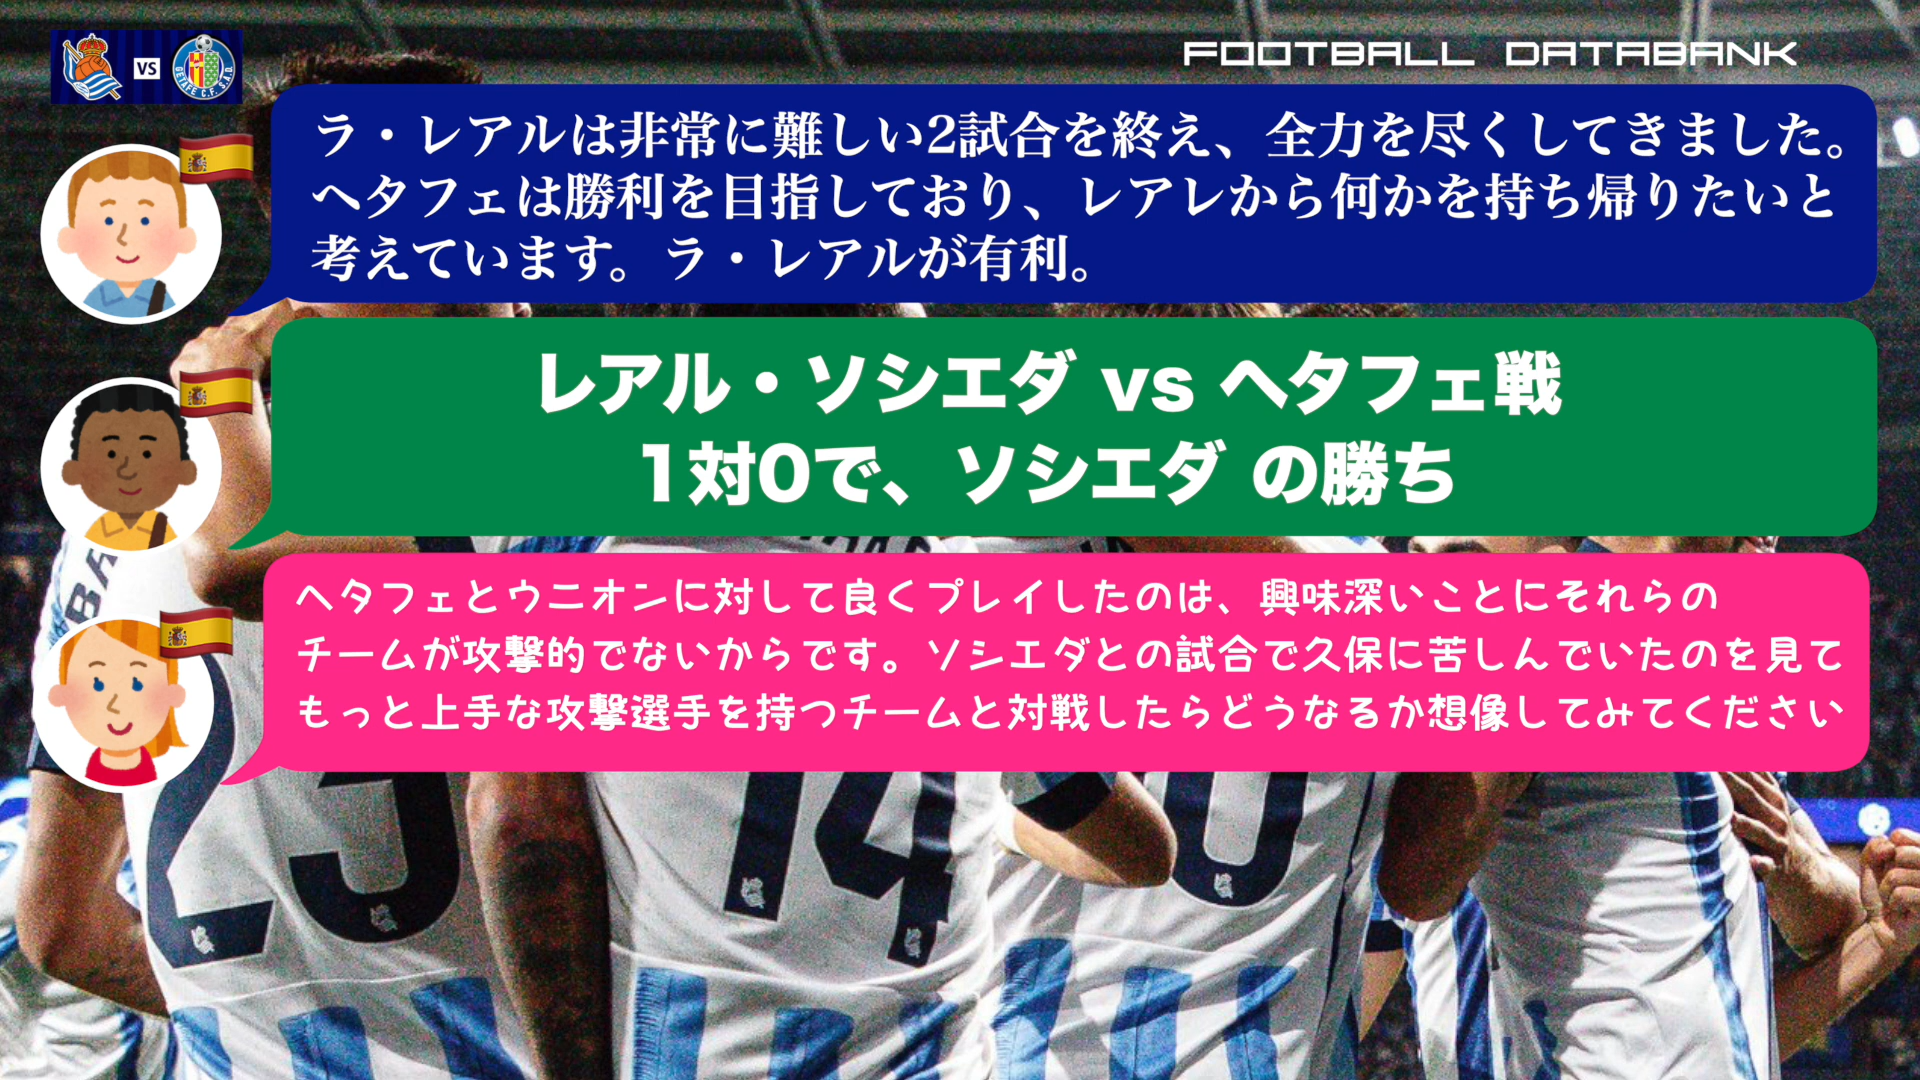 VS
GETAFE C.F. S.A.D.
FOOTBALL DATABANK
ラ・レアルは非常に難しい2試合を終え、全力を尽くしてきました。
ヘタフェは勝利を目指しており、レアレから何かを持ち帰りたいと
考えています。ラ・レアルが有利。
レアル・ソシエダ vs ヘタフェ戦
1対0で、ソシエダ の勝ち
ヘタフェとウニオンに対して良くプレイしたのは、興味深いことにそれらの
チームが攻撃的でないからです。ソシエダとの試合で久保に苦しんでいたのを見て
もっと上手な攻撃選手を持つチームと対戦したらどうなるか想像してみてください
23
14